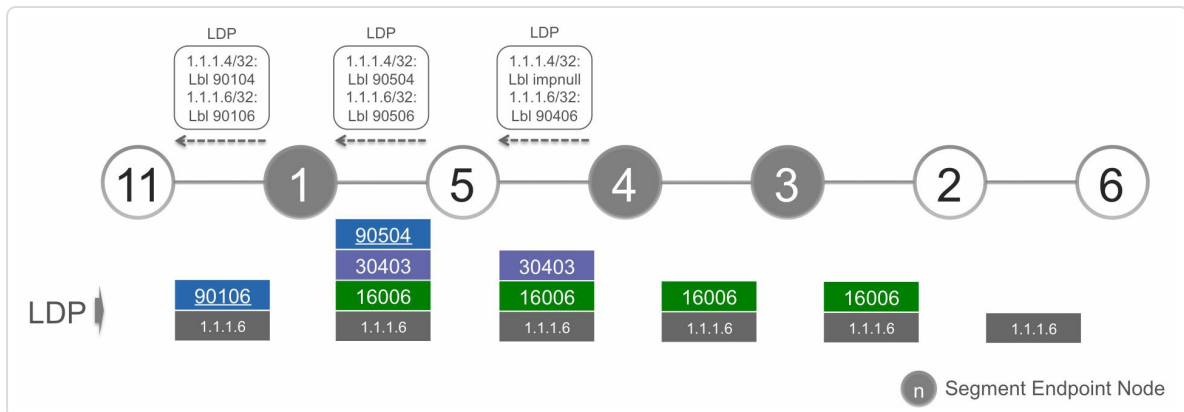 LDP LDP LDP
1.1.1.4/32: 1.1.1.4/32: 1.1.1.4/32:
Lbl 90104 Lbl 90504 Lbl impnull
1.1.1.6/32: 1.1.1.6/32: 1.1.1.6/32:
Lbl 90106 Lbl 90506 Lbl 90406
11 1 5 4 3 2 6
90504
30403 30403
LDP 90106 16006 16006 16006 16006
1.1.1.6 1.1.1.6 1.1.1.6 1.1.1.6 1.1.1.6 1.1.1.6
n Segment Endpoint Node